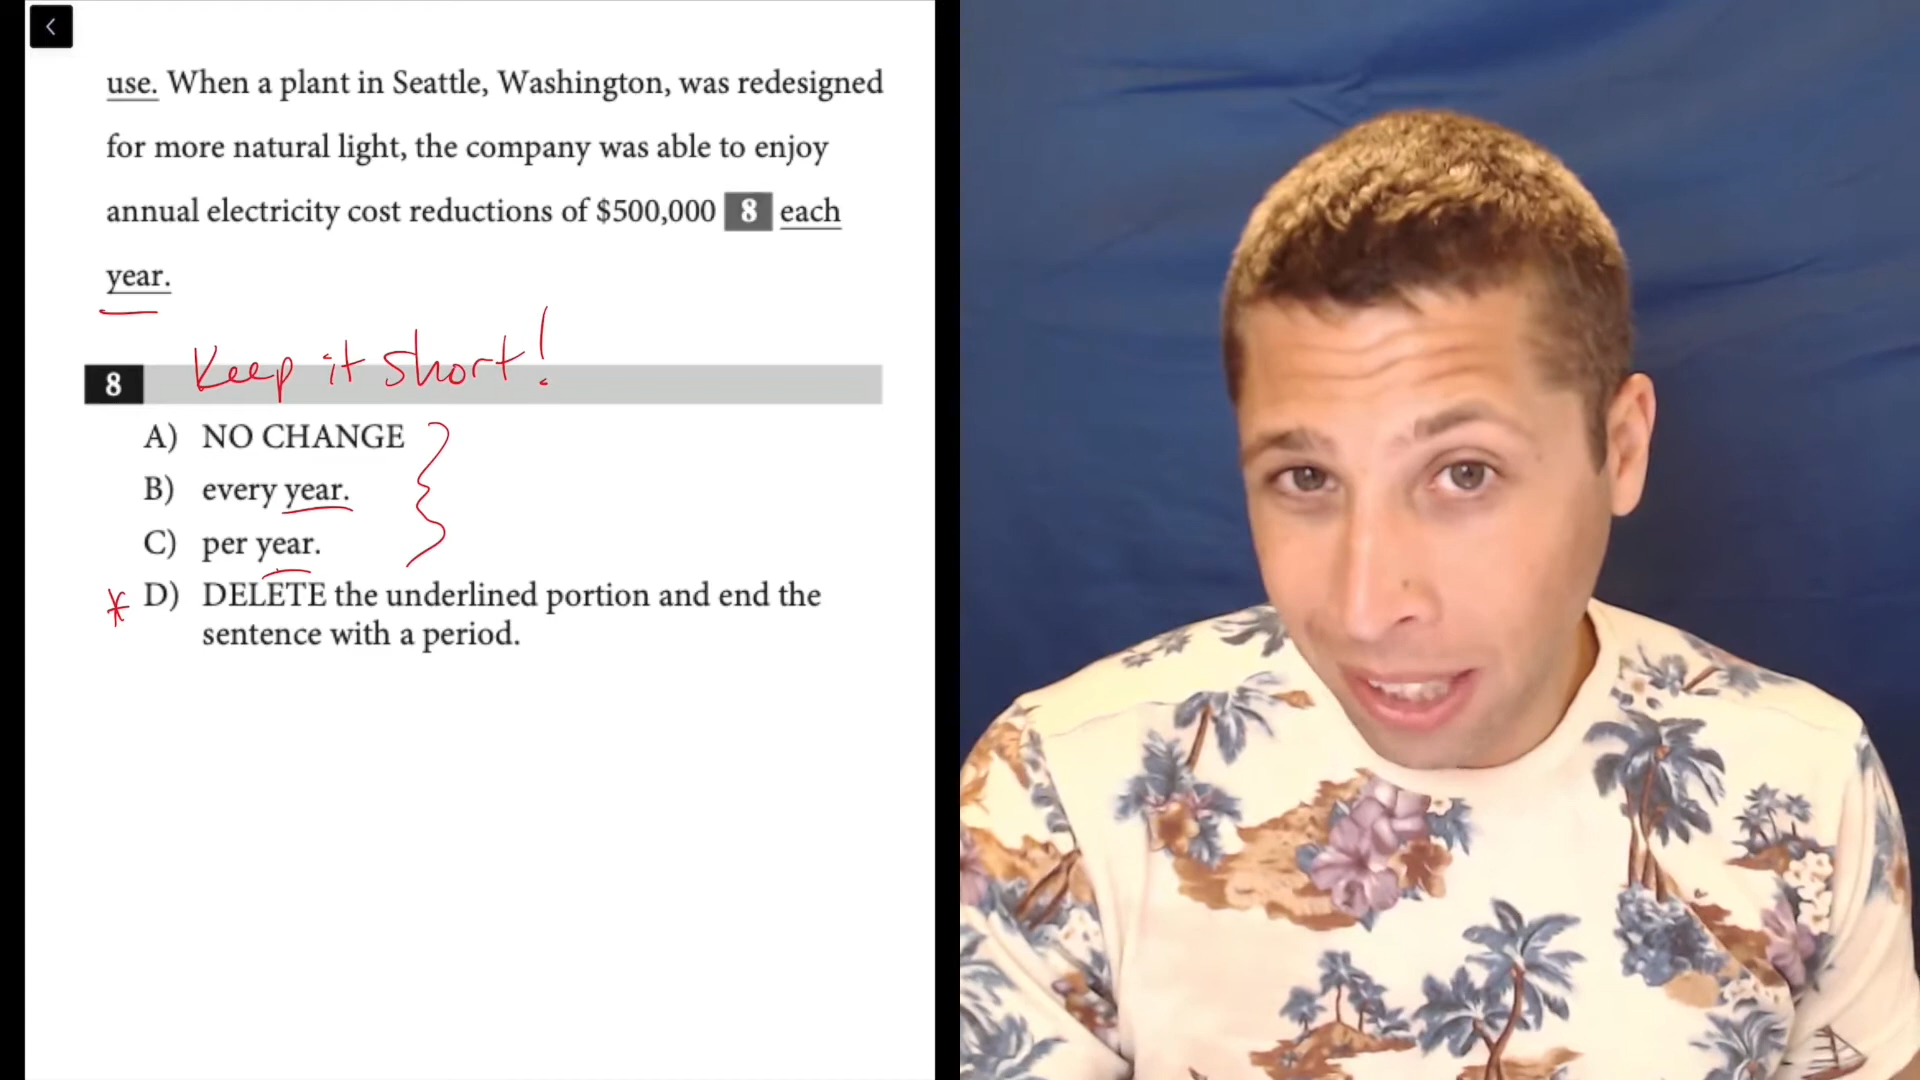 use. When a plant in Seattle, Washington, was redesigned
for more natural light, the company was able to enjoy
annual electricity cost reductions of $500,000 8 each
year.
Keep it short!
8
A) NO CHANGE
B) every year.
C) per year.
* D) DELETE the underlined portion and end the
sentence with a period.